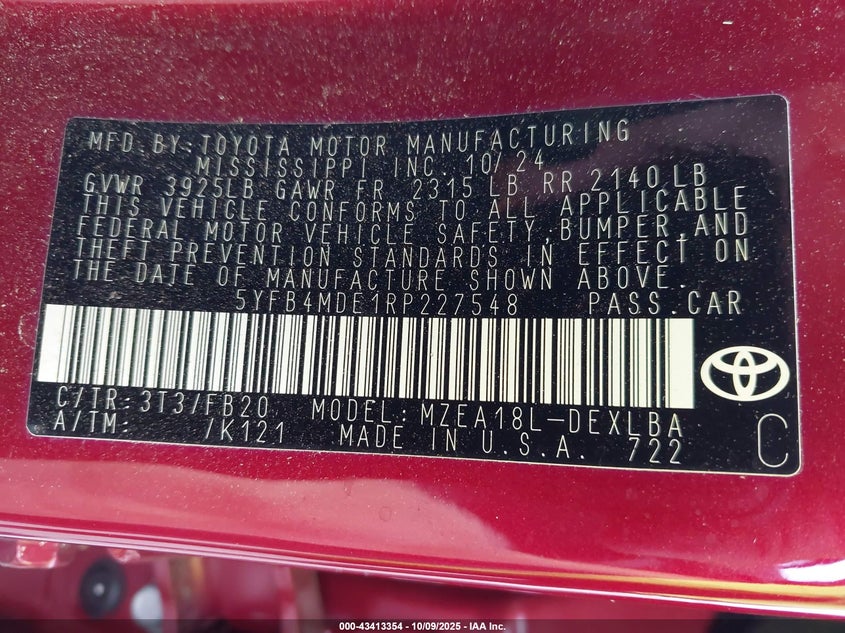 MFD. BY: TOYOTA MOTOR MANUFACTURING
MISSISSIPPI INC. 10/24
GVWR 3925LB GAWR FR 2315 LB RR 2140 LB
THIS VEHICLE CONFORMS TO ALL APPLICABLE
FEDERAL MOTOR VEHICLE SAFETY, BUMPER, AND
THEFT PREVENTION STANDARDS IN EFFECT ON
THE DATE OF MANUFACTURE SHOWN ABOVE.
5YFB4MDE1RP227548 PASS. CAR
C/TR: 3T3/FB20 MODEL: MZEA18L-DEXLBA
A/TM: /K121 MADE IN U.S.A. 722 C
000-43413354 | 10/09/2025 - IAA Inc.